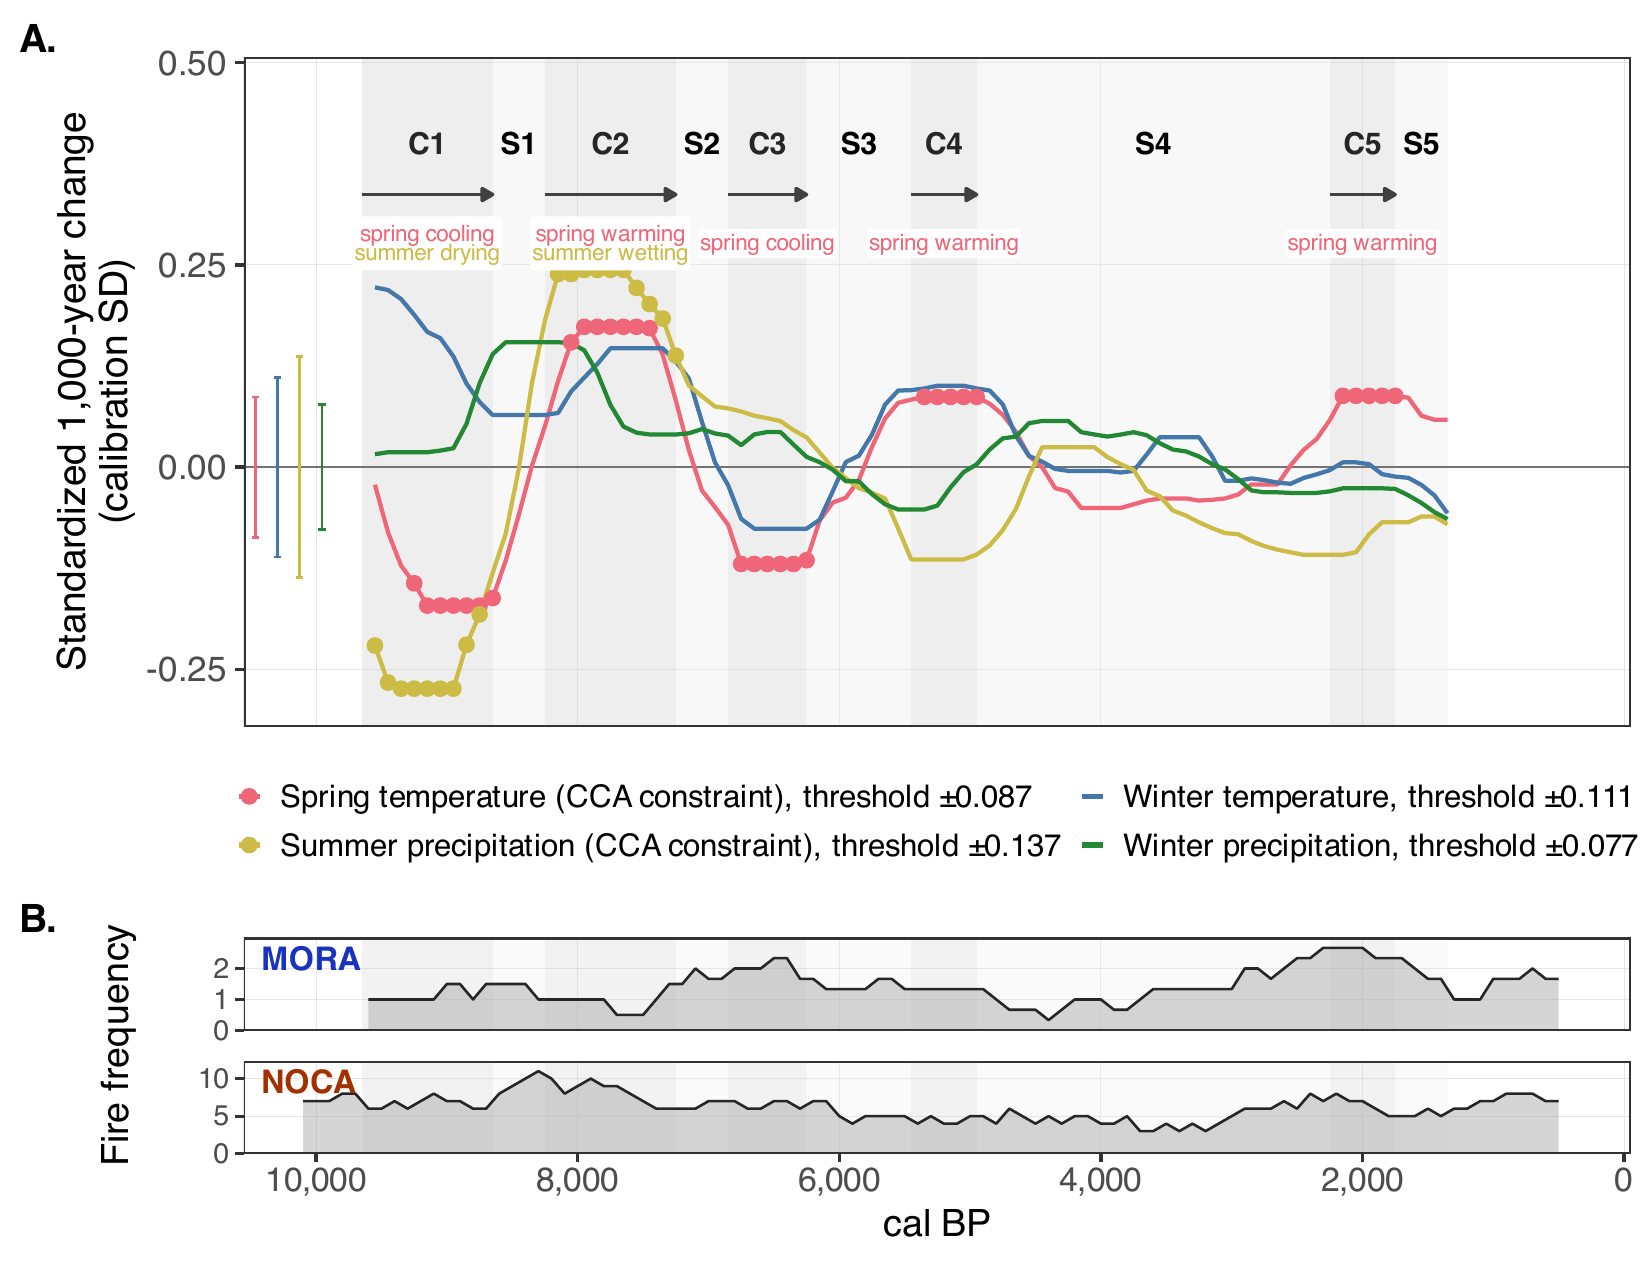 A.
Standardized 1,000-year change
(calibration SD)
0.50
0.25
0.00
-0.25
C1
S1
C2
S2
C3
S3
C4
S4
C5
S5
spring cooling
summer drying
spring warming
summer wetting
spring cooling
spring warming
spring warming
Spring temperature (CCA constraint), threshold ±0.087
Winter temperature, threshold ±0.111
Summer precipitation (CCA constraint), threshold ±0.137
Winter precipitation, threshold ±0.077
B.
Fire frequency
MORA
2
1
0
NOCA
10
5
0
10,000
8,000
6,000
4,000
2,000
0
cal BP